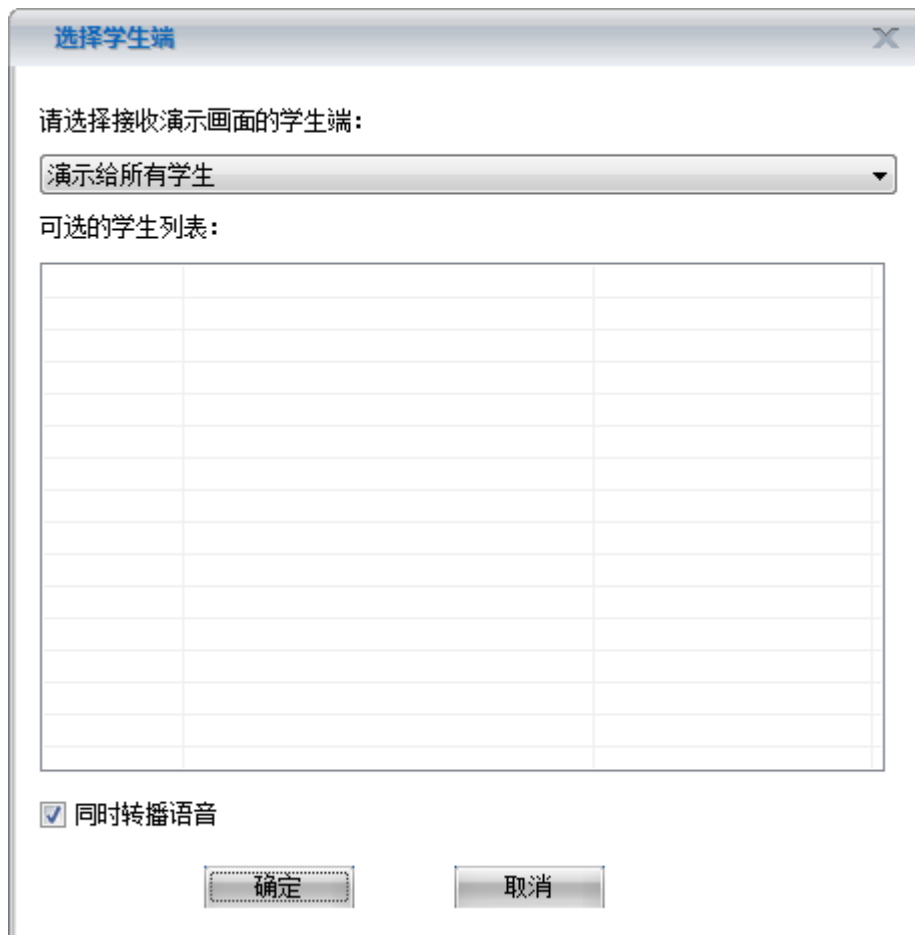 选择学生端
请选择接收演示画面的学生端：
演示给所有学生
可选的学生列表：
同时转播语音
确定
取消